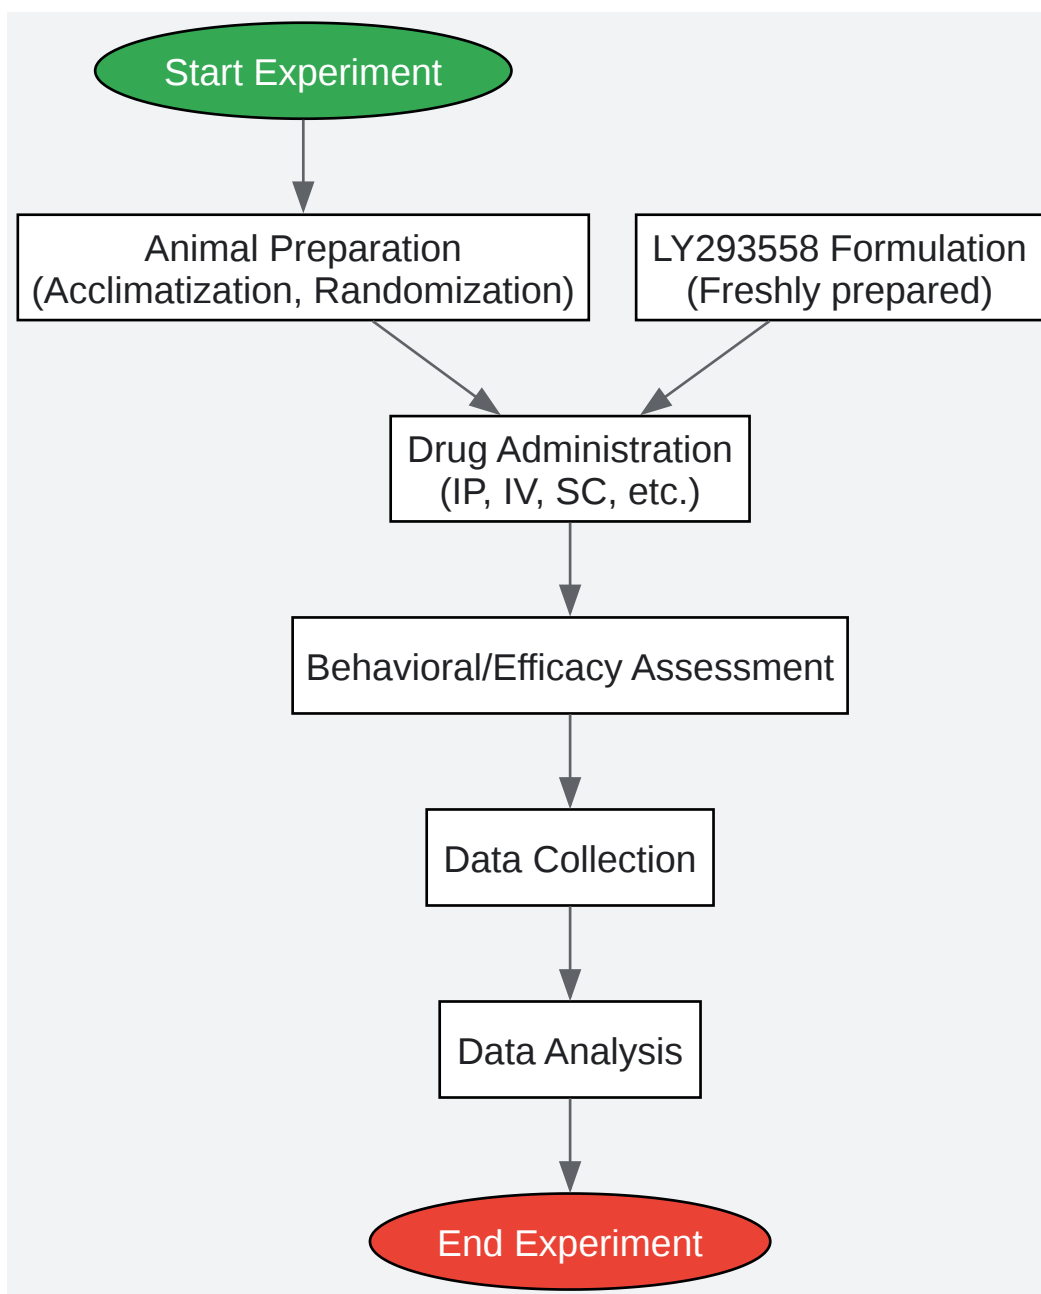 Start Experiment
Animal Preparation
(Acclimatization, Randomization)
LY293558 Formulation
(Freshly prepared)
Drug Administration
(IP, IV, SC, etc.)
Behavioral/Efficacy Assessment
Data Collection
Data Analysis
End Experiment